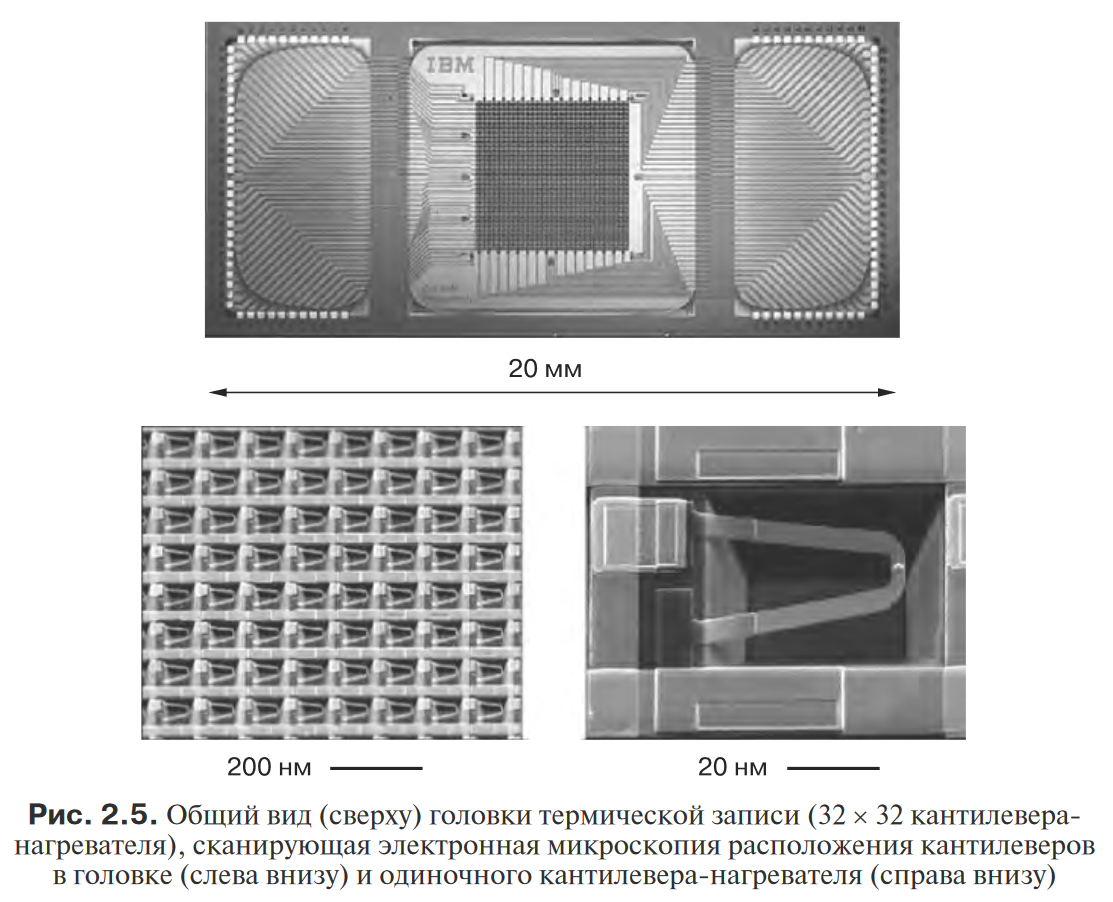 IBM
20 мм
200 нм
20 нм
Рис. 2.5. Общий вид (сверху) головки термической записи (32 × 32 кантилевера-
нагревателя), сканирующая электронная микроскопия расположения кантилеверов
в головке (слева внизу) и одиночного кантилевера-нагревателя (справа внизу)